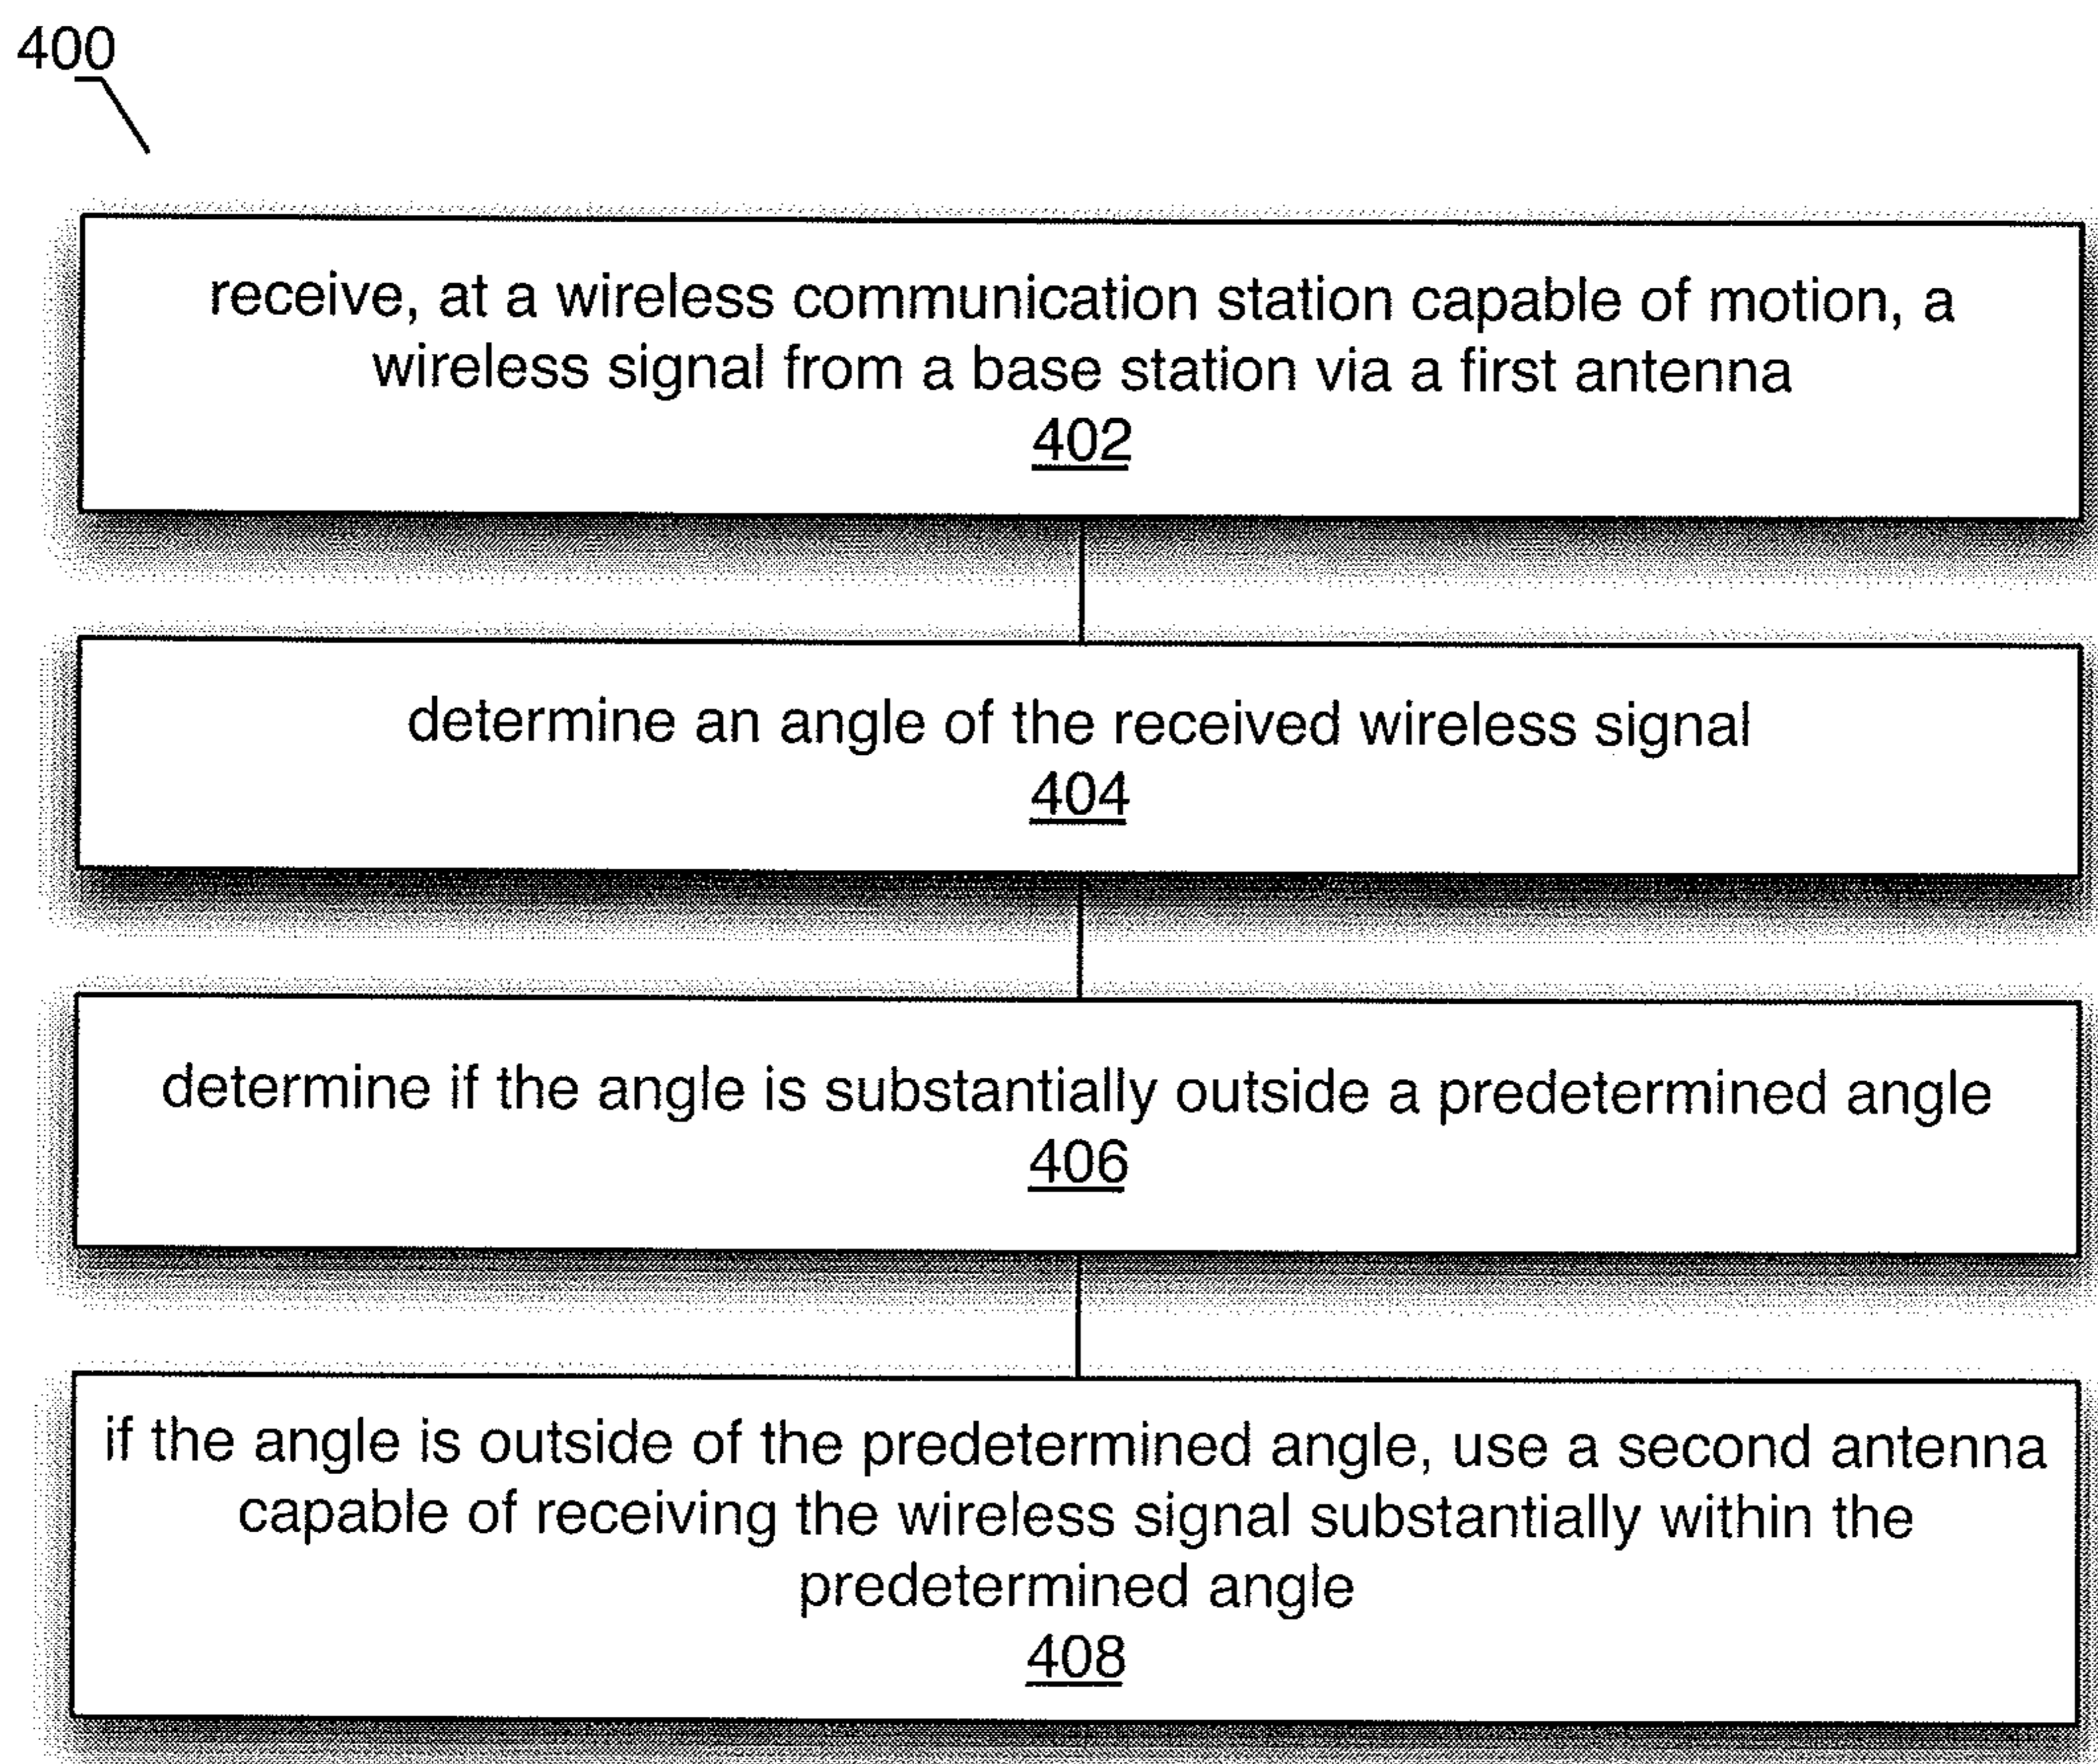 400
receive, at a wireless communication station capable of motion, a
wireless signal from a base station via a first antenna
402
determine an angle of the received wireless signal
404
determine if the angle is substantially outside a predetermined angle
406
if the angle is outside of the predetermined angle, use a second antenna
capable of receiving the wireless signal substantially within the
predetermined angle
408